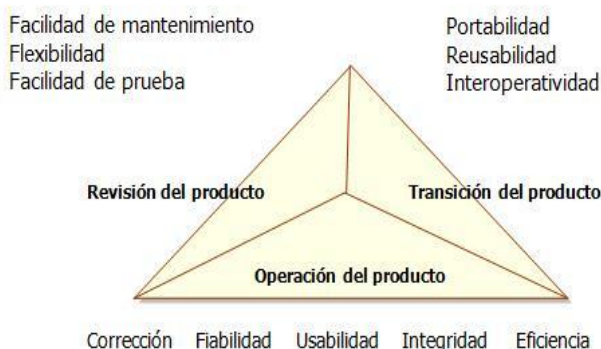 Facilidad de mantenimiento
Flexibilidad
Facilidad de prueba
Portabilidad
Reusabilidad
Interoperatividad
Revisión del producto
Transición del producto
Operación del producto
Corrección Fiabilidad Usabilidad Integridad Eficiencia